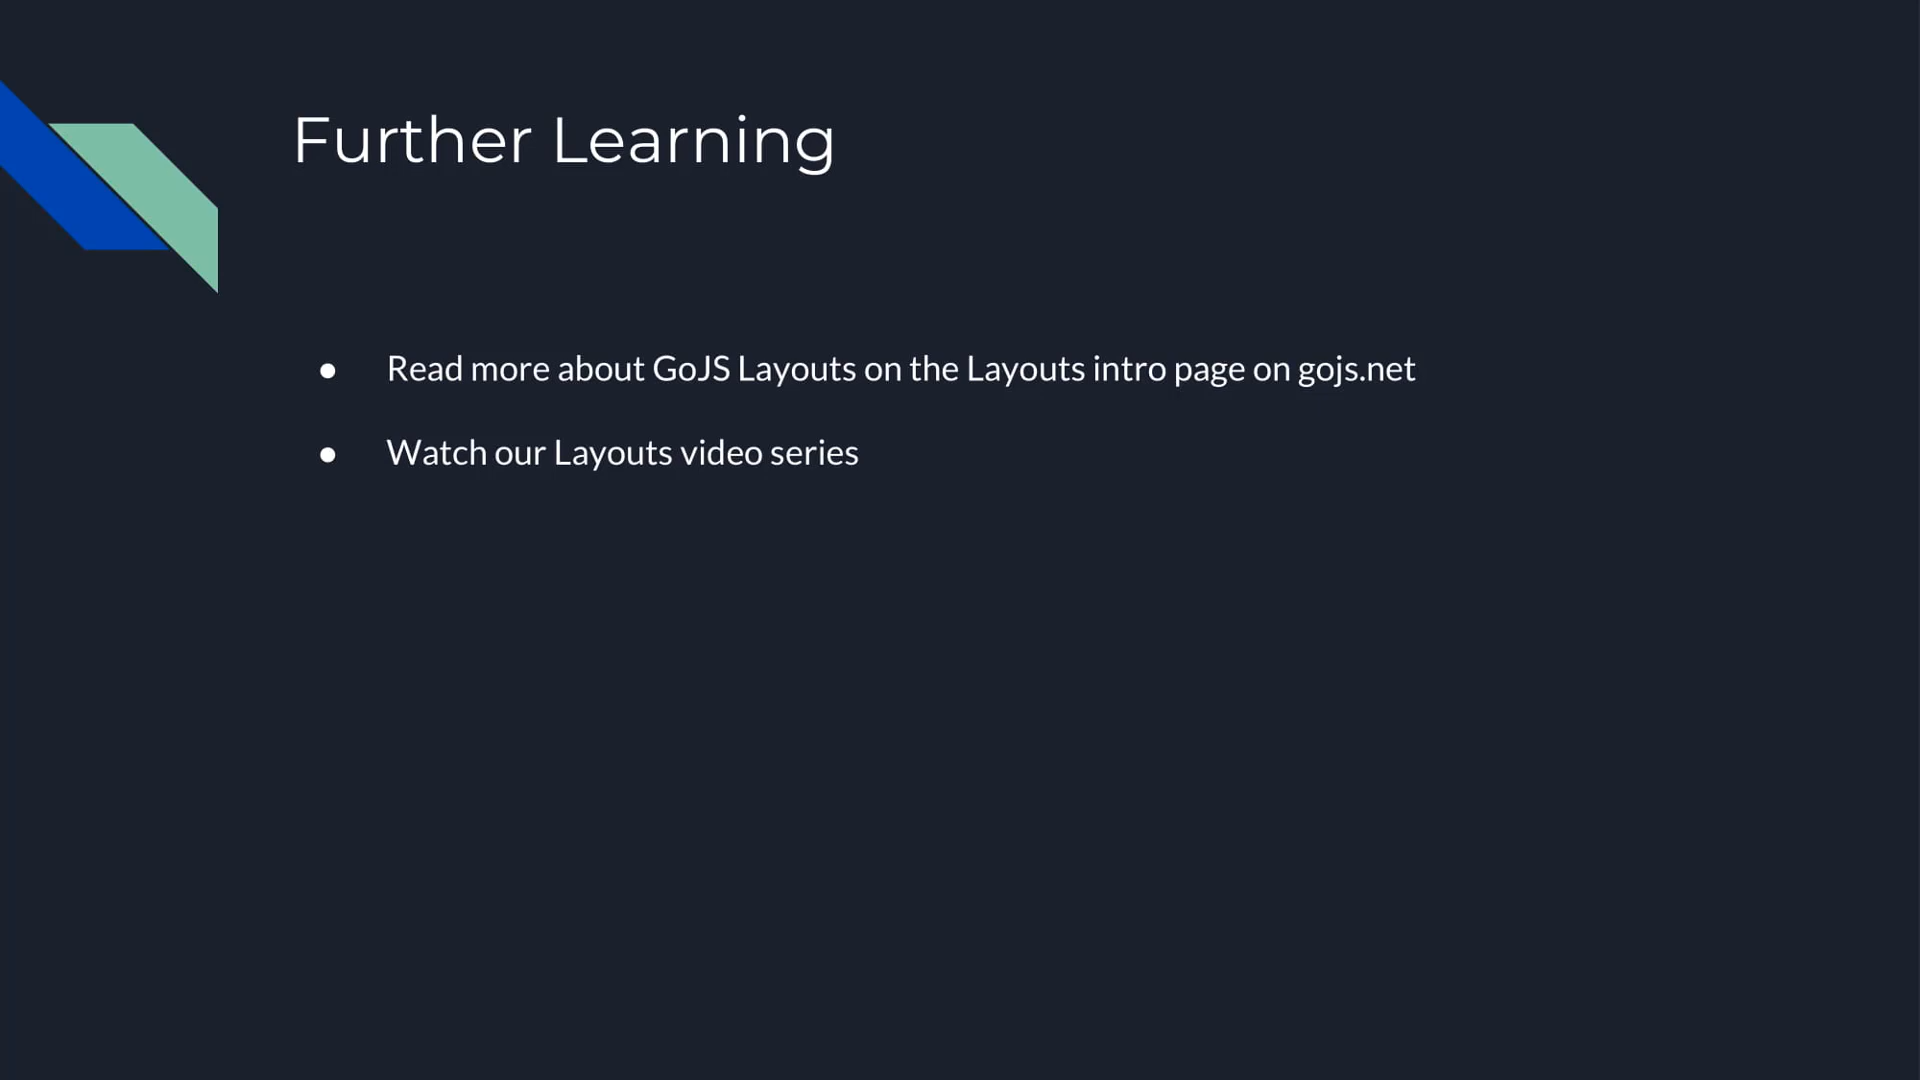 Further Learning
● Read more about GoJS Layouts on the Layouts intro page on gojs.net
● Watch our Layouts video series